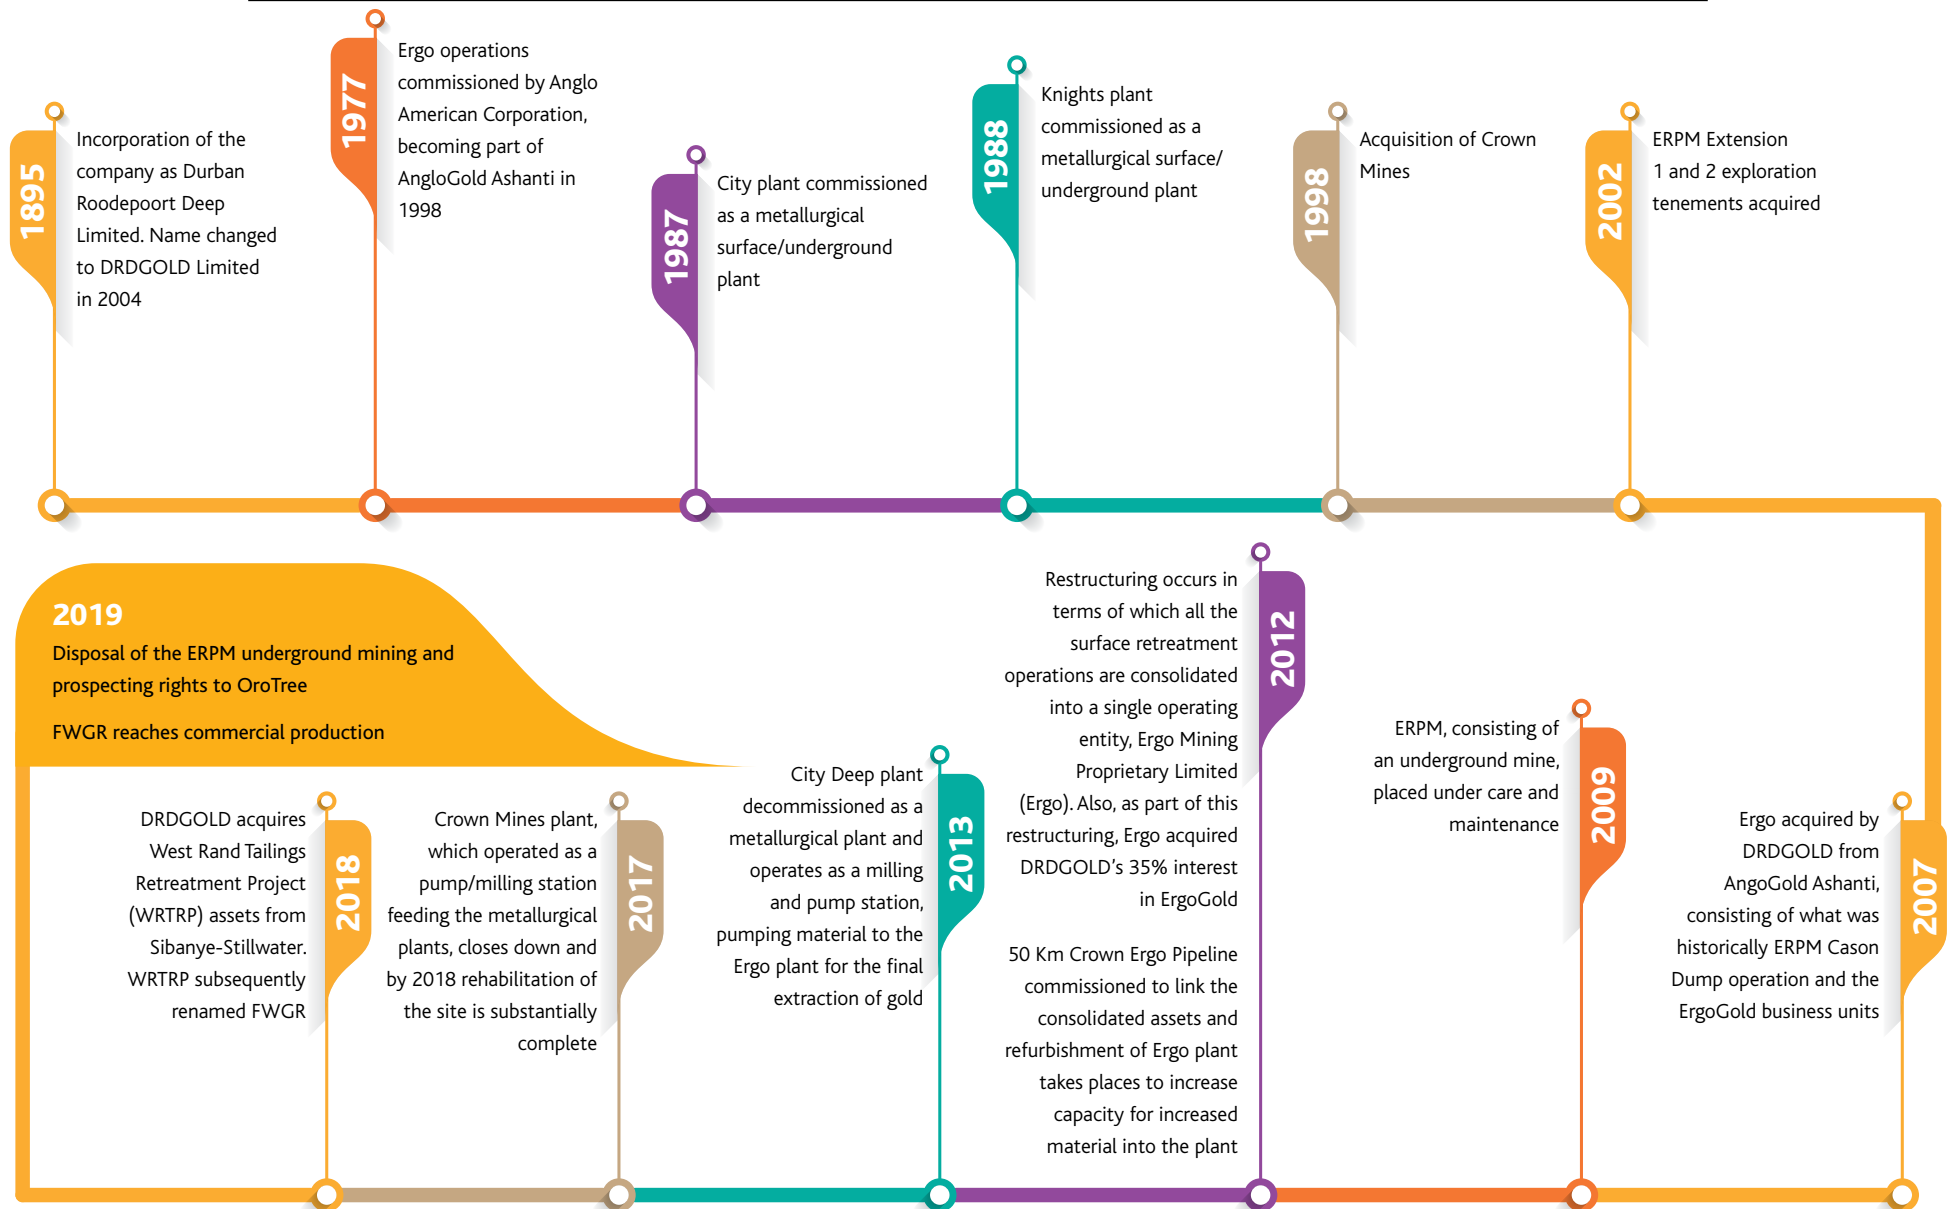 1895
Incorporation of the
company as Durban
Roodepoort Deep
Limited. Name changed
to DRDGOLD Limited
in 2004
1977
Ergo operations
commissioned by Anglo
American Corporation,
becoming part of
AngloGold Ashanti in
1998
1987
City plant commissioned
as a metallurgical
surface/underground
plant
1988
Knights plant
commissioned as a
metallurgical surface/
underground plant
1998
Acquisition of Crown
Mines
2002
ERPM Extension
1 and 2 exploration
tenements acquired
2007
Ergo acquired by
DRDGOLD from
AngoGold Ashanti,
consisting of what was
historically ERPM Cason
Dump operation and the
ErgoGold business units
2009
ERPM, consisting of
an underground mine,
placed under care and
maintenance
2012
Restructuring occurs in
terms of which all the
surface retreatment
operations are consolidated
into a single operating
entity, Ergo Mining
Proprietary Limited
(Ergo). Also, as part of this
restructuring, Ergo acquired
DRDGOLD's 35% interest
in ErgoGold
50 Km Crown Ergo Pipeline
commissioned to link the
consolidated assets and
refurbishment of Ergo plant
takes places to increase
capacity for increased
material into the plant
2013
City Deep plant
decommissioned as a
metallurgical plant and
operates as a milling
and pump station,
pumping material to the
Ergo plant for the final
extraction of gold
2017
Crown Mines plant,
which operated as a
pump/milling station
feeding the metallurgical
plants, closes down and
by 2018 rehabilitation of
the site is substantially
complete
2018
DRDGOLD acquires
West Rand Tailings
Retreatment Project
(WRTRP) assets from
Sibanye-Stillwater.
WRTRP subsequently
renamed FWGR
2019
Disposal of the ERPM underground mining and
prospecting rights to OroTree
FWGR reaches commercial production